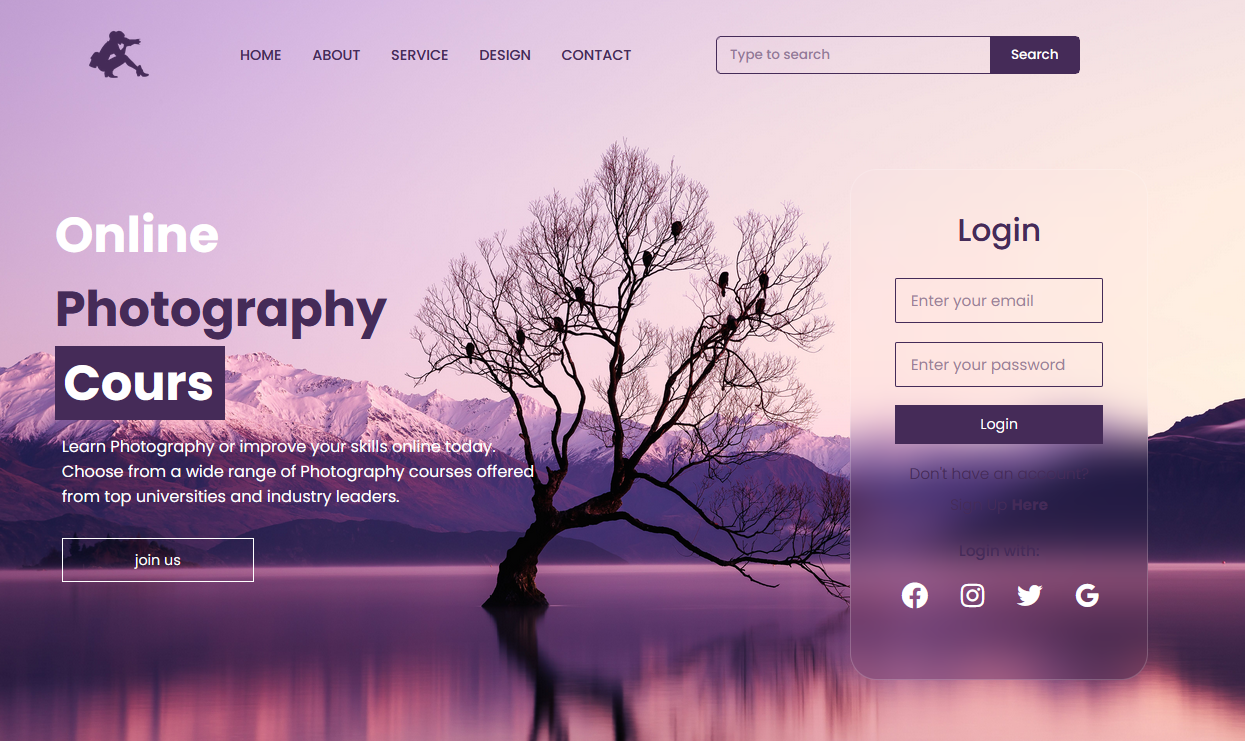 HOME ABOUT SERVICE DESIGN CONTACT Type to search Search
Online
Photography
Cours
Learn Photography or improve your skills online today.
Choose from a wide range of Photography courses offered
from top universities and industry leaders.
join us
Login
Enter your email
Enter your password
Login
Don't have an account?
up Here
Login with: